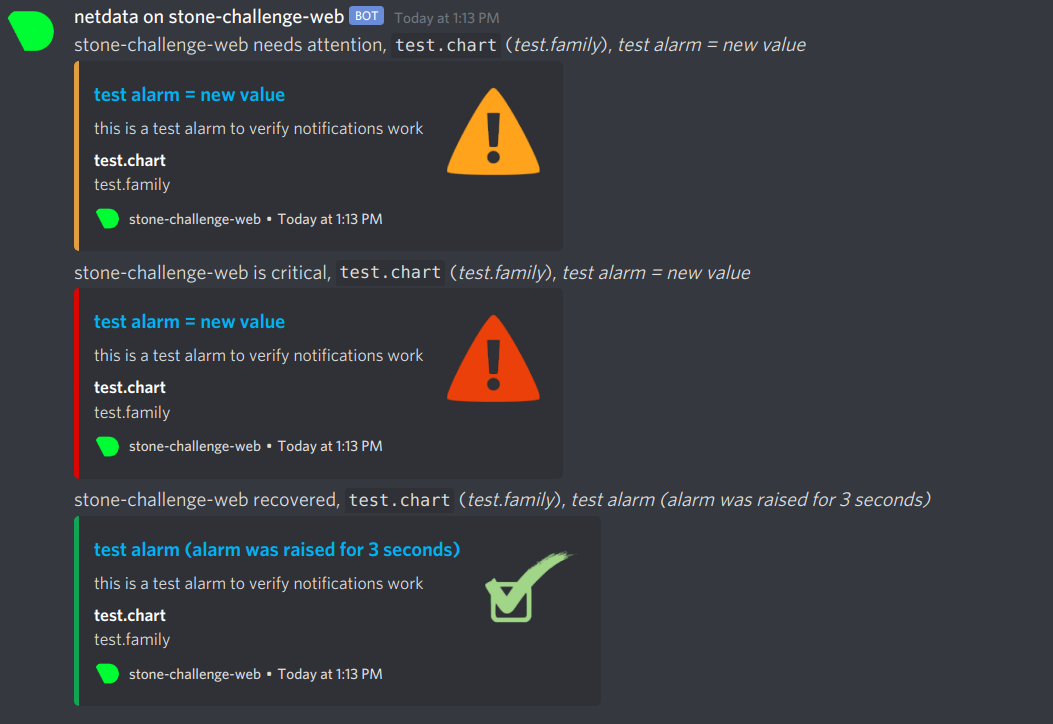 netdata on stone-challenge-web BOT Today at 1:13 PM
stone-challenge-web needs attention, test.chart (test.family), test alarm = new value
test alarm = new value
this is a test alarm to verify notifications work
test.chart
test.family
stone-challenge-web • Today at 1:13 PM
stone-challenge-web is critical, test.chart (test.family), test alarm = new value
test alarm = new value
this is a test alarm to verify notifications work
test.chart
test.family
stone-challenge-web • Today at 1:13 PM
stone-challenge-web recovered, test.chart (test.family), test alarm (alarm was raised for 3 seconds)
test alarm (alarm was raised for 3 seconds)
this is a test alarm to verify notifications work
test.chart
test.family
stone-challenge-web • Today at 1:13 PM